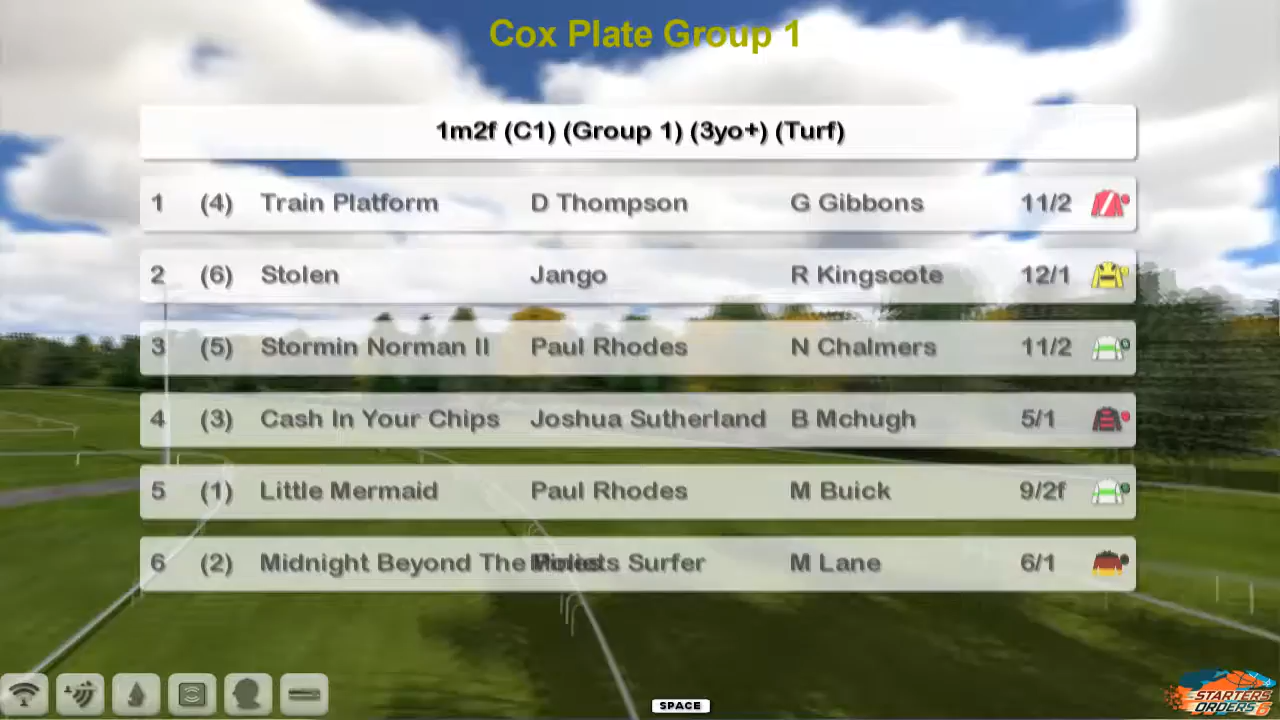 Cox Plate Group 1
1m2f (C1) (Group 1) (3yo+) (Turf)
1 (4) Train Platform D Thompson G Gibbons 11/2
2 (6) Stolen Jango R Kingscote 12/1
3 (5) Stormin Norman II Paul Rhodes N Chalmers 11/2
4 (3) Cash In Your Chips Joshua Sutherland B Mchugh 5/1
5 (1) Little Mermaid Paul Rhodes M Buick 9/2f
6 (2) Midnight Beyond The Surfer M Lane 6/1
SPACE
STARTERS
ORDERS 6